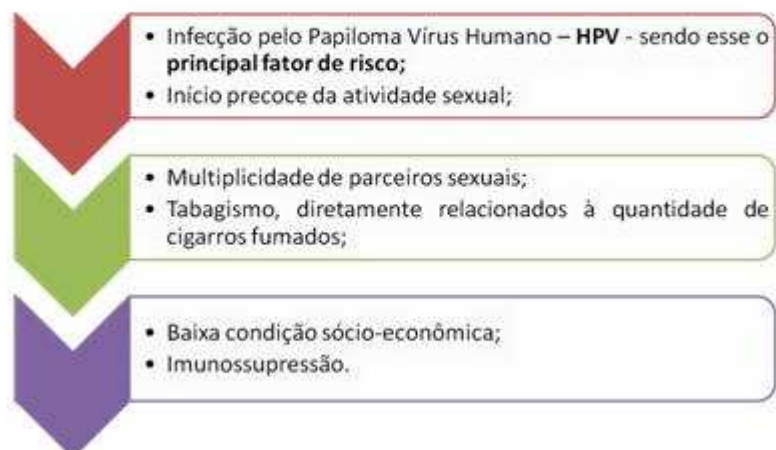 • Infecção pelo Papiloma Vírus Humano – HPV - sendo esse o
principal fator de risco;
• Início precoce da atividade sexual;
• Multiplicidade de parceiros sexuais;
• Tabagismo, diretamente relacionados à quantidade de
cigarros fumados;
• Baixa condição sócio-econômica;
• Imunossupressão.